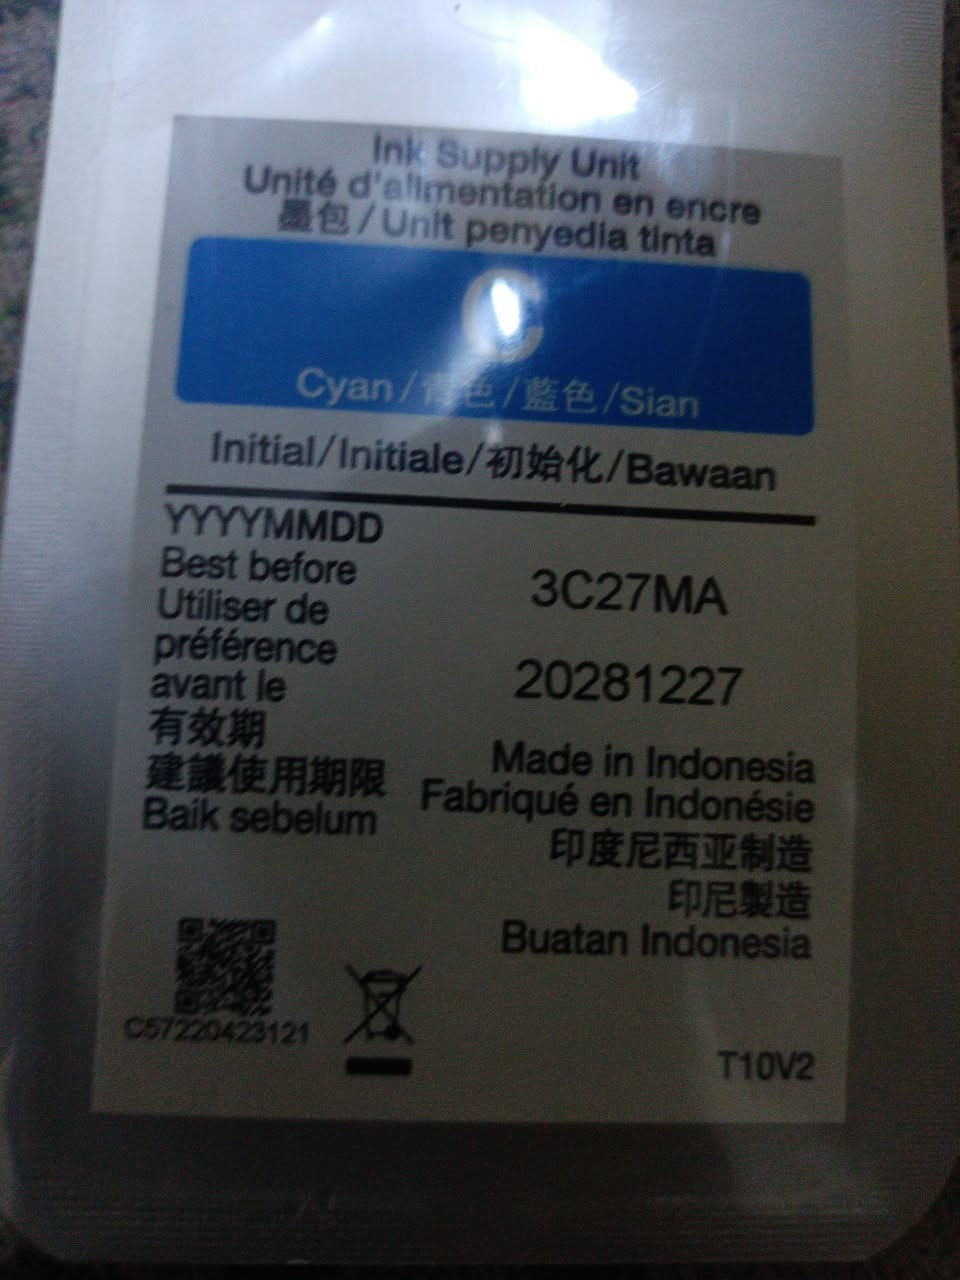 Ink Supply Unit
Unité d'alimentation en encre
墨包/Unit penyedia tinta
C
Cyan/青色/藍色/Sian
Initial/Initiale/初始化/Bawaan
YYYYMMDD
Best before
Utiliser de
préférence
avant le
有效期
建議使用期限
Baik sebelum
3C27MA
20281227
Made in Indonesia
Fabriqué en Indonésie
印度尼西亚制造
印尼製造
Buatan Indonesia
C57220423121
T10V2